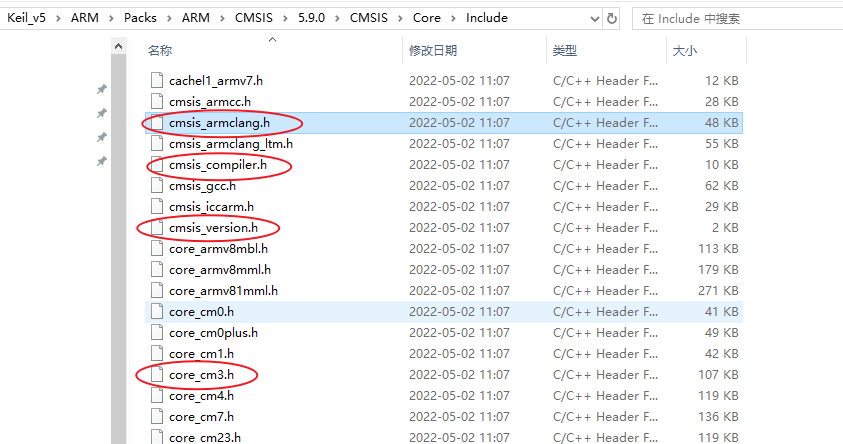 Keil_v5 > ARM > Packs > ARM > CMSIS > 5.9.0 > CMSIS > Core > Include 在 Include 中搜索
名称 修改日期 类型 大小
cachel1_armv7.h 2022-05-02 11:07 C/C++ Header F... 12 KB
cmsis_armcc.h 2022-05-02 11:07 C/C++ Header F... 28 KB
cmsis_armclang.h 2022-05-02 11:07 C/C++ Header F... 48 KB
cmsis_armclang_ltm.h 2022-05-02 11:07 C/C++ Header F... 55 KB
cmsis_compiler.h 2022-05-02 11:07 C/C++ Header F... 10 KB
cmsis_gcc.h 2022-05-02 11:07 C/C++ Header F... 62 KB
cmsis_iccarm.h 2022-05-02 11:07 C/C++ Header F... 29 KB
cmsis_version.h 2022-05-02 11:07 C/C++ Header F... 2 KB
core_armv8mbl.h 2022-05-02 11:07 C/C++ Header F... 113 KB
core_armv8mml.h 2022-05-02 11:07 C/C++ Header F... 179 KB
core_armv81mml.h 2022-05-02 11:07 C/C++ Header F... 271 KB
core_cm0.h 2022-05-02 11:07 C/C++ Header F... 41 KB
core_cm0plus.h 2022-05-02 11:07 C/C++ Header F... 49 KB
core_cm1.h 2022-05-02 11:07 C/C++ Header F... 42 KB
core_cm3.h 2022-05-02 11:07 C/C++ Header F... 107 KB
core_cm4.h 2022-05-02 11:07 C/C++ Header F... 119 KB
core_cm7.h 2022-05-02 11:07 C/C++ Header F... 136 KB
core_cm23.h 2022-05-02 11:07 C/C++ Header F... 119 KB